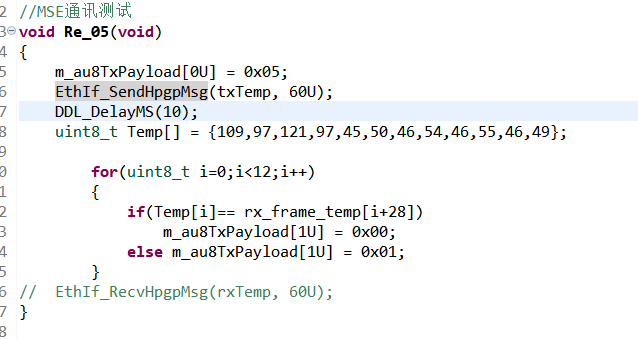 2 //MSE通讯测试
3 void Re_05(void)
4 {
5     m_au8TxPayload[0U] = 0x05;
6     EthIf_SendHpgpMsg(txTemp, 60U);
7     DDL_DelayMS(10);
8     uint8_t Temp[] = {109,97,121,97,45,50,46,54,46,55,46,49};
9
0         for(uint8_t i=0;i<12;i++)
1         {
2             if(Temp[i]== rx_frame_temp[i+28])
3                 m_au8TxPayload[1U] = 0x00;
4             else m_au8TxPayload[1U] = 0x01;
5         }
6 //  EthIf_RecvHpgpMsg(rxTemp, 60U);
7 }
8